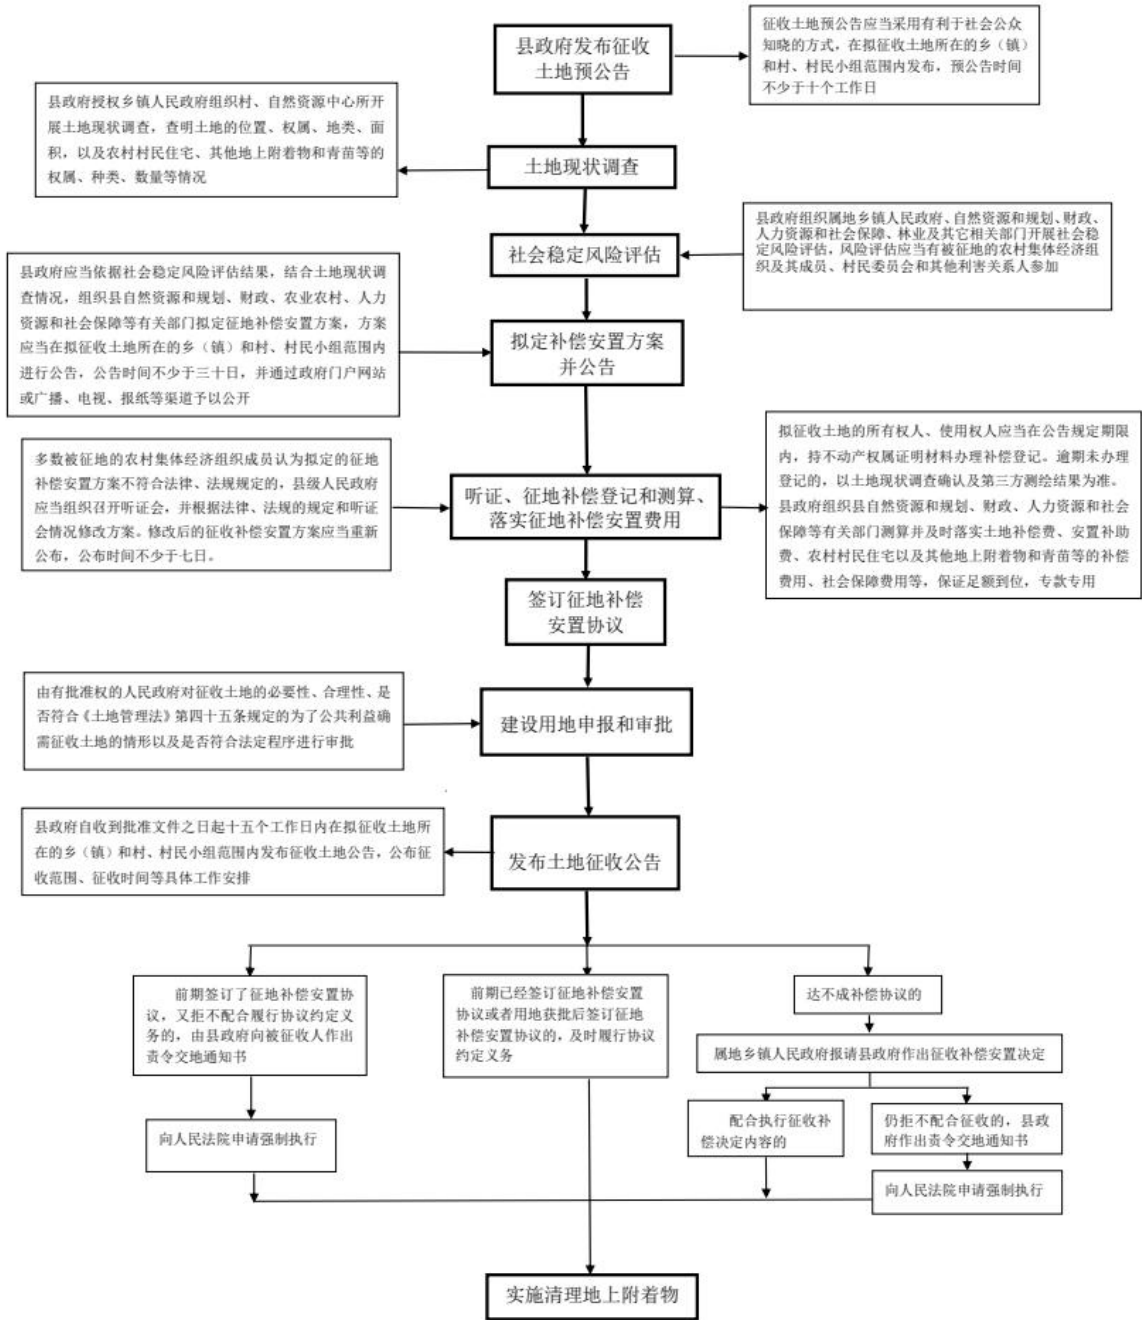 县政府发布征收
土地预公告
征收土地预公告应当采用有利于社会公众
知晓的方式，在拟征收土地所在的乡（镇）
和村、村民小组范围内发布，预公告时间
不少于十个工作日
县政府授权乡镇人民政府组织村、自然资源中心所开
展土地现状调查，查明土地的位置、权属、地类、面
积，以及农村村民住宅、其他地上附着物和青苗等的
权属、种类、数量等情况
土地现状调查
社会稳定风险评估
县政府组织属地乡镇人民政府、自然资源和规划、财政、
人力资源和社会保障、林业及其它相关部门开展社会稳
定风险评估，风险评估应当有被征地的农村集体经济组
织及其成员、村民委员会和其他利害关系人参加
县政府应当依据社会稳定风险评估结果，结合土地现状调
查情况，组织县自然资源和规划、财政、农业农村、人力
资源和社会保障等有关部门拟定征地补偿安置方案，方案
应当在拟征收土地所在的乡（镇）和村、村民小组范围内
进行公告，公告时间不少于三十日，并通过政府门户网站
或广播、电视、报纸等渠道予以公开
拟定补偿安置方案
并公告
多数被征地的农村集体经济组织成员认为拟定的征地
补偿安置方案不符合法律、法规规定的，县级人民政府
应当组织召开听证会，并根据法律、法规的规定和听证
会情况修改方案。修改后的征收补偿安置方案应当重新
公布，公布时间不少于七日。
听证、征地补偿登记和测算、
落实征地补偿安置费用
拟征收土地的所有权人、使用权人应当在公告规定期限
内，持不动产权属证明材料办理补偿登记。逾期未办理
登记的，以土地现状调查确认及第三方测绘结果为准。
县政府组织县自然资源和规划、财政、人力资源和社会
保障等有关部门测算并及时落实土地补偿费、安置补助
费、农村村民住宅以及其他地上附着物和青苗等的补偿
费用、社会保障费用等，保证足额到位，专款专用
签订征地补偿
安置协议
由有批准权的人民政府对征收土地的必要性、合理性、是
否符合《土地管理法》第四十五条规定的为了公共利益确
需征收土地的情形以及是否符合法定程序进行审批
建设用地申报和审批
县政府自收到批准文件之日起十五个工作日内在拟征收土地所
在的乡（镇）和村、村民小组范围内发布征收土地公告，公布征
收范围、征收时间等具体工作安排
发布土地征收公告
前期签订了征地补偿安置协
议，又拒不配合履行协议约定义
务的，由县政府向被征收人作出
责令交地通知书
前期已经签订征地补偿安置
协议或者用地获批后签订征地
补偿安置协议的，及时履行协议
约定义务
达不成补偿协议的
属地乡镇人民政府报请县政府作出征收补偿安置决定
向人民法院申请强制执行
配合执行征收补
偿决定内容的
仍拒不配合征收的，县政
府作出责令交地通知书
向人民法院申请强制执行
实施清理地上附着物